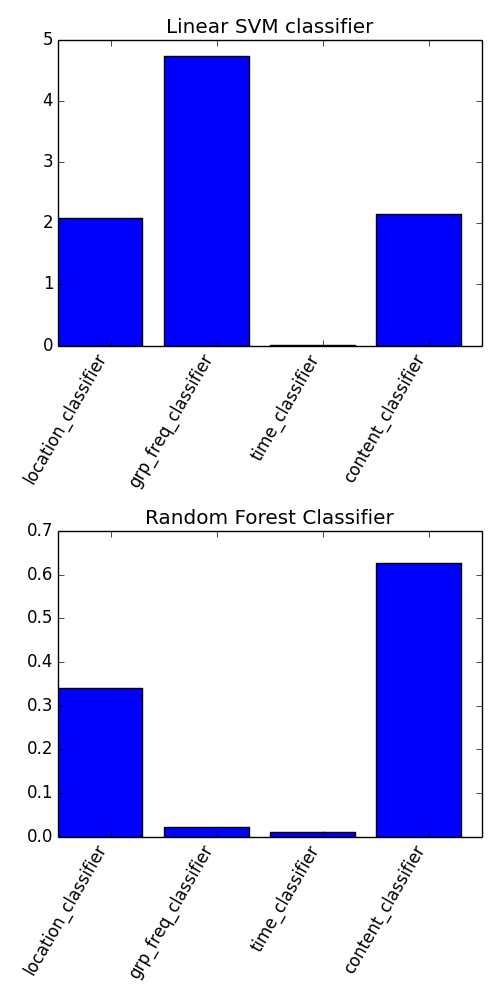 Linear SVM classifier
5
4
3
2
1
0
location_classifier
grp_freq_classifier
time_classifier
content_classifier
Random Forest Classifier
0.7
0.6
0.5
0.4
0.3
0.2
0.1
0.0
location_classifier
grp_freq_classifier
time_classifier
content_classifier